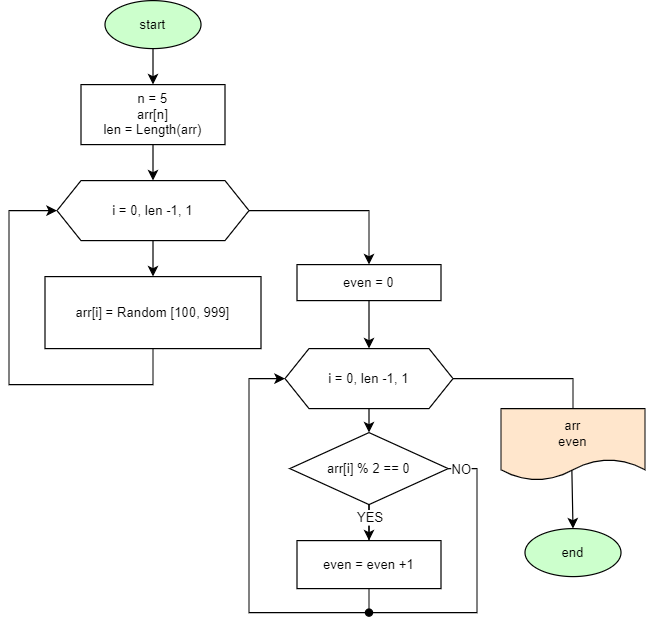 start
n = 5
arr[n]
len = Length(arr)
i = 0, len -1, 1
arr[i] = Random [100, 999]
even = 0
i = 0, len -1, 1
arr[i] % 2 == 0
NO
YES
even = even +1
arr
even
end